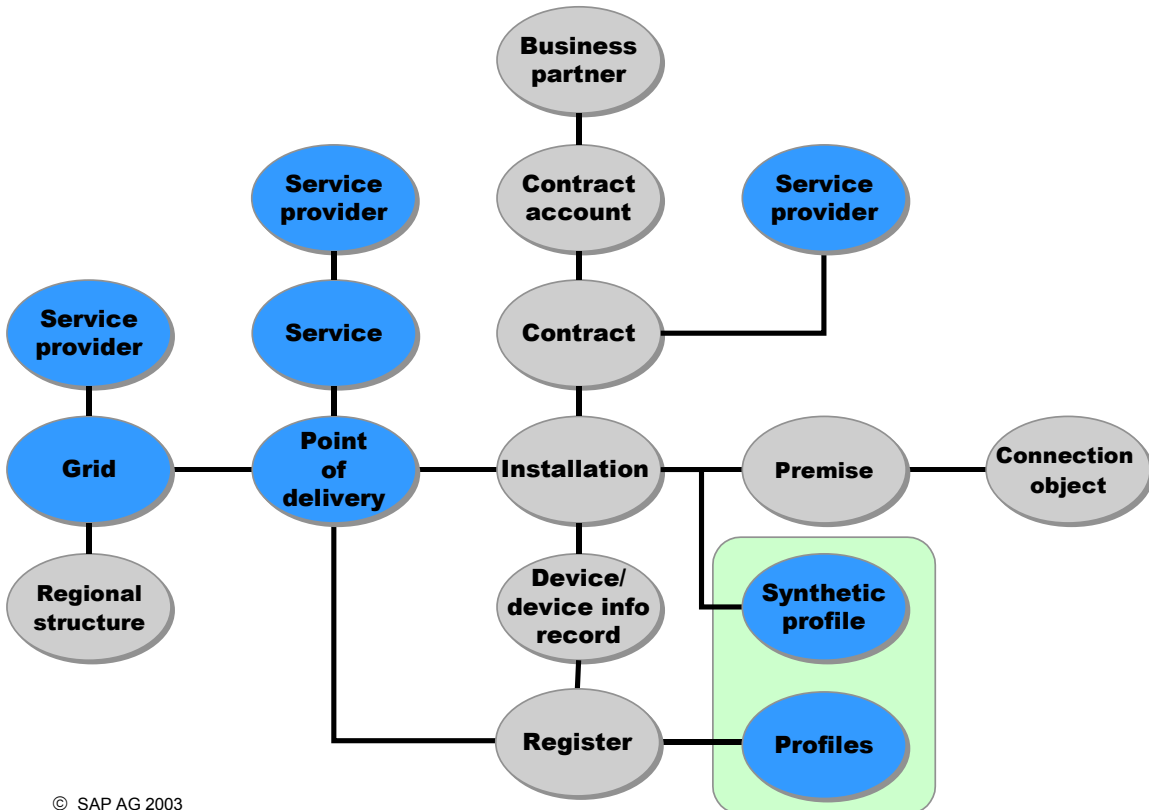 Business
partner
Service
provider
Contract
account
Service
provider
Service
provider
Service
Contract
Grid
Point
of
delivery
Installation
Premise
Connection
object
Regional
structure
Device/
device info
record
Synthetic
profile
Register
Profiles
© SAP AG 2003